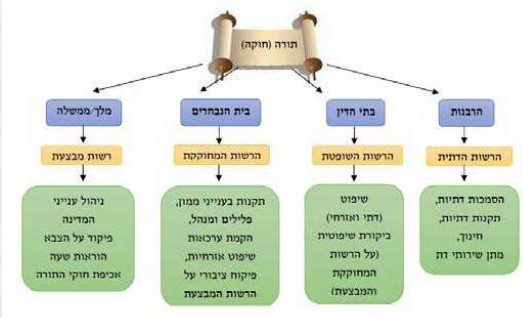 תורה (חוקה)
הרבנות
בתי הדין
בית הנבחרים
מלך/ממשלה
הרשות הדתית
הרשות השופטת
הרשות המחוקקת
רשות מבצעת
הסמכות דתיות,
תקנות דתיות,
חינוך,
מתן שירותי דת
שיפוט
(דתי ואזרחי)
ביקורת שיפוטית
(על הרשות
המחוקקת
והמבצעת)
תקנות בענייני ממון,
פלילים ומנהל,
הקמת ערכאות
שיפוט אזרחיות,
פיקוח ציבורי על
הרשות המבצעת
ניהול ענייני
המדינה
פיקוד על הצבא
הוראות שעה
אכיפת חוקי התורה